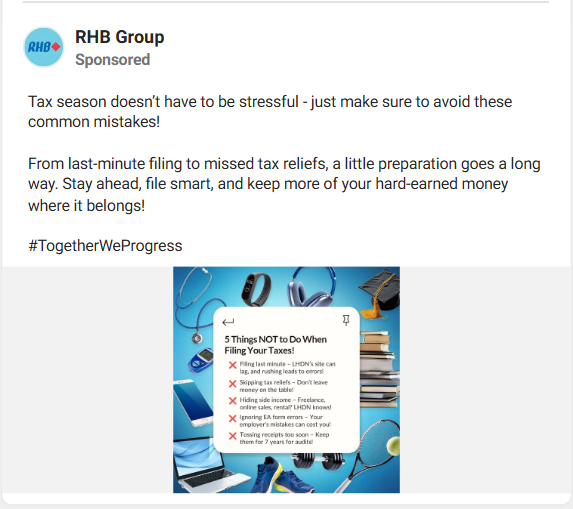 RHB
RHB Group
Sponsored
Tax season doesn't have to be stressful - just make sure to avoid these
common mistakes!
From last-minute filing to missed tax reliefs, a little preparation goes a long
way. Stay ahead, file smart, and keep more of your hard-earned money
where it belongs!
#TogetherWeProgress
5 Things NOT to Do When
Filing Your Taxes!
Filing last minute – LHDN's site can
lag, and rushing leads to errors!
Skipping tax reliefs – Don't leave
money on the table!
Hiding side income – Freelance,
online sales, rental? LHDN knows!
Ignoring EA form errors – Your
employer's mistakes can cost you!
Tossing receipts too soon – Keep
them for 7 years for audits!